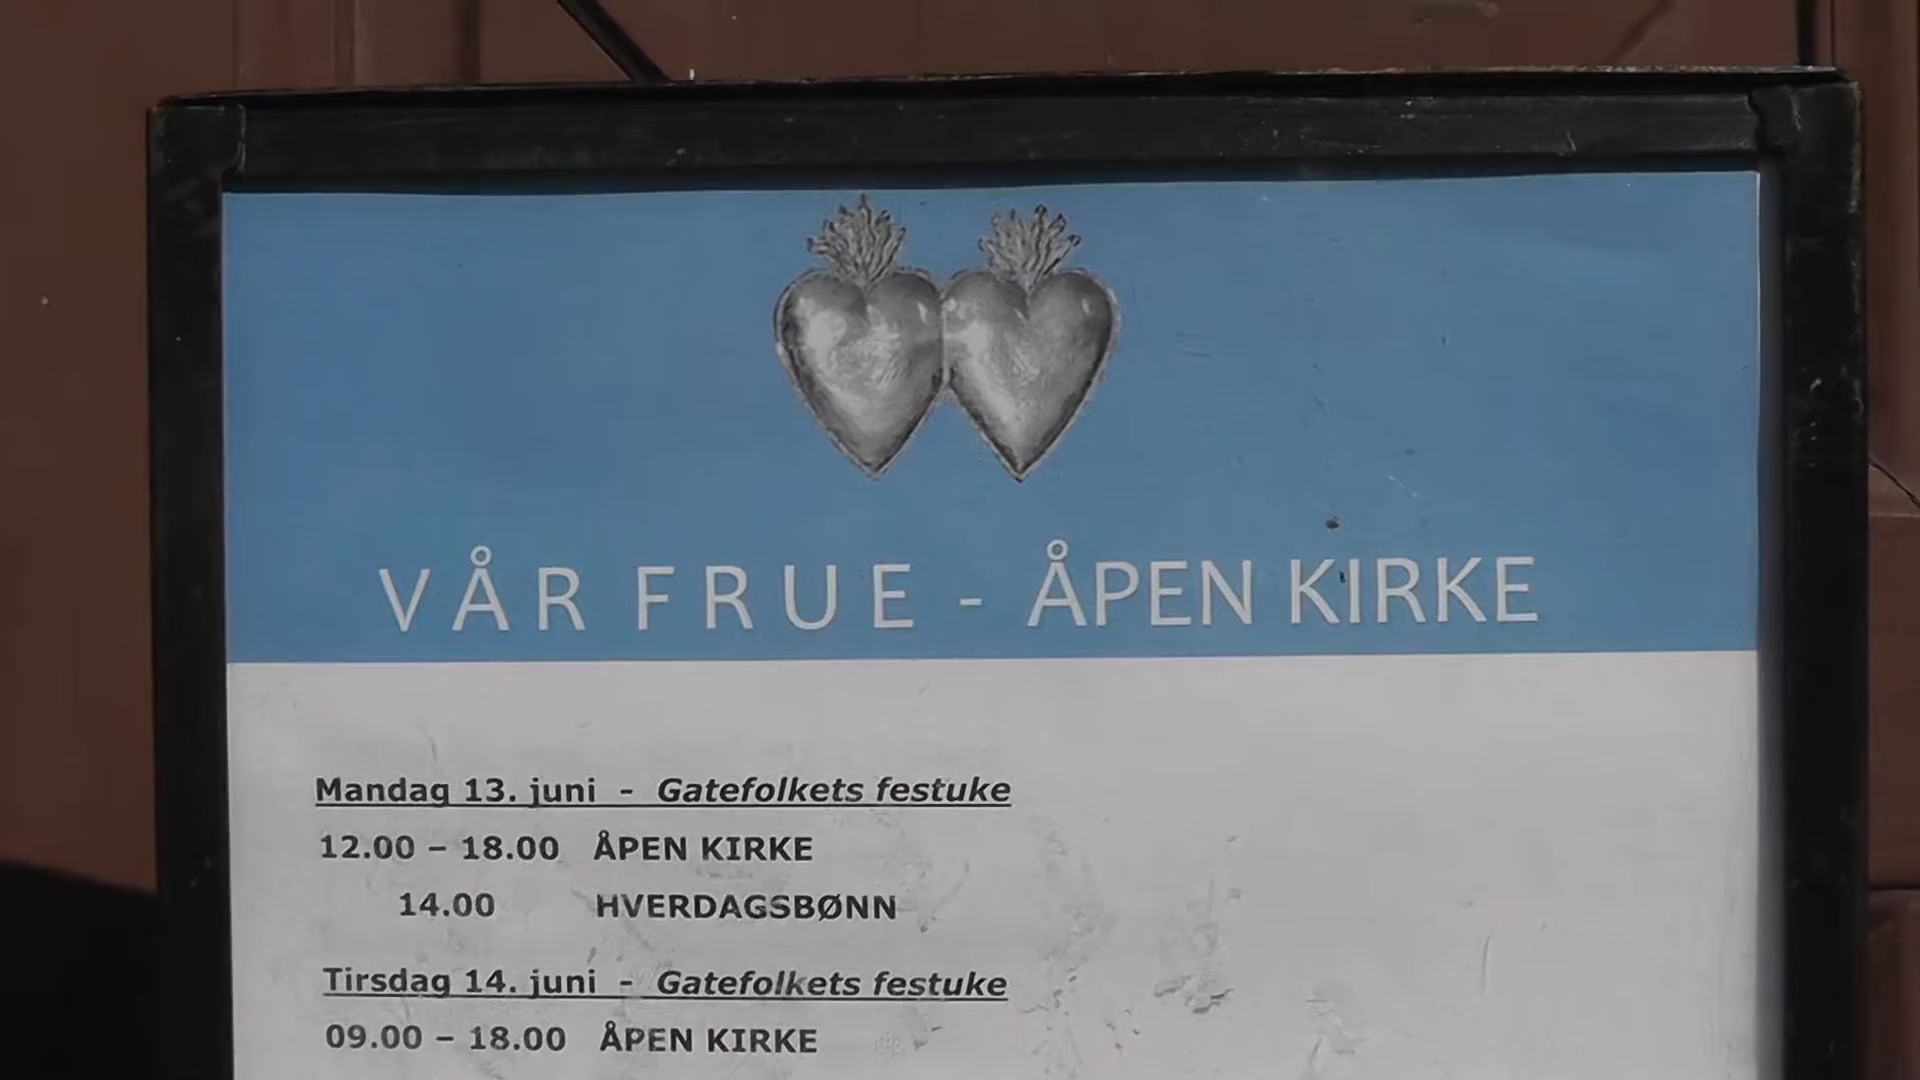 VÅR FRUE - ÅPEN KIRKE
Mandag 13. juni - Gatefolkets festuke
12.00 – 18.00 ÅPEN KIRKE
14.00 HVERDAGSBØNN
Tirsdag 14. juni - Gatefolkets festuke
09.00 – 18.00 ÅPEN KIRKE